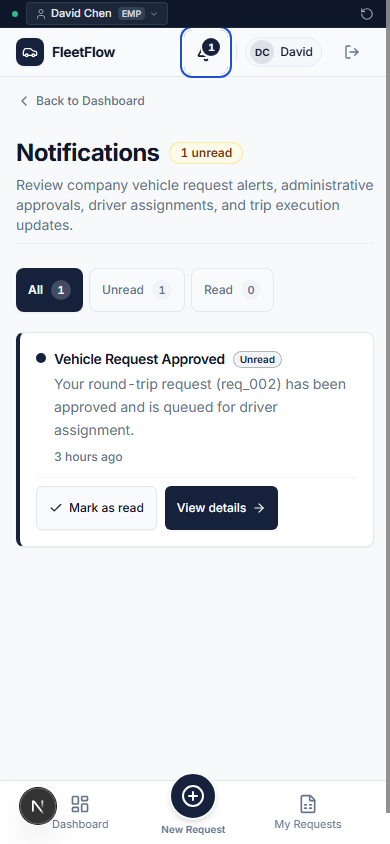 David Chen EMP
FleetFlow
1
DC David
Back to Dashboard
Notifications 1 unread
Review company vehicle request alerts, administrative
approvals, driver assignments, and trip execution
updates.
All 1 Unread 1 Read 0
Vehicle Request Approved Unread
Your round-trip request (req_002) has been
approved and is queued for driver
assignment.
3 hours ago
Mark as read View details
N
Dashboard New Request My Requests